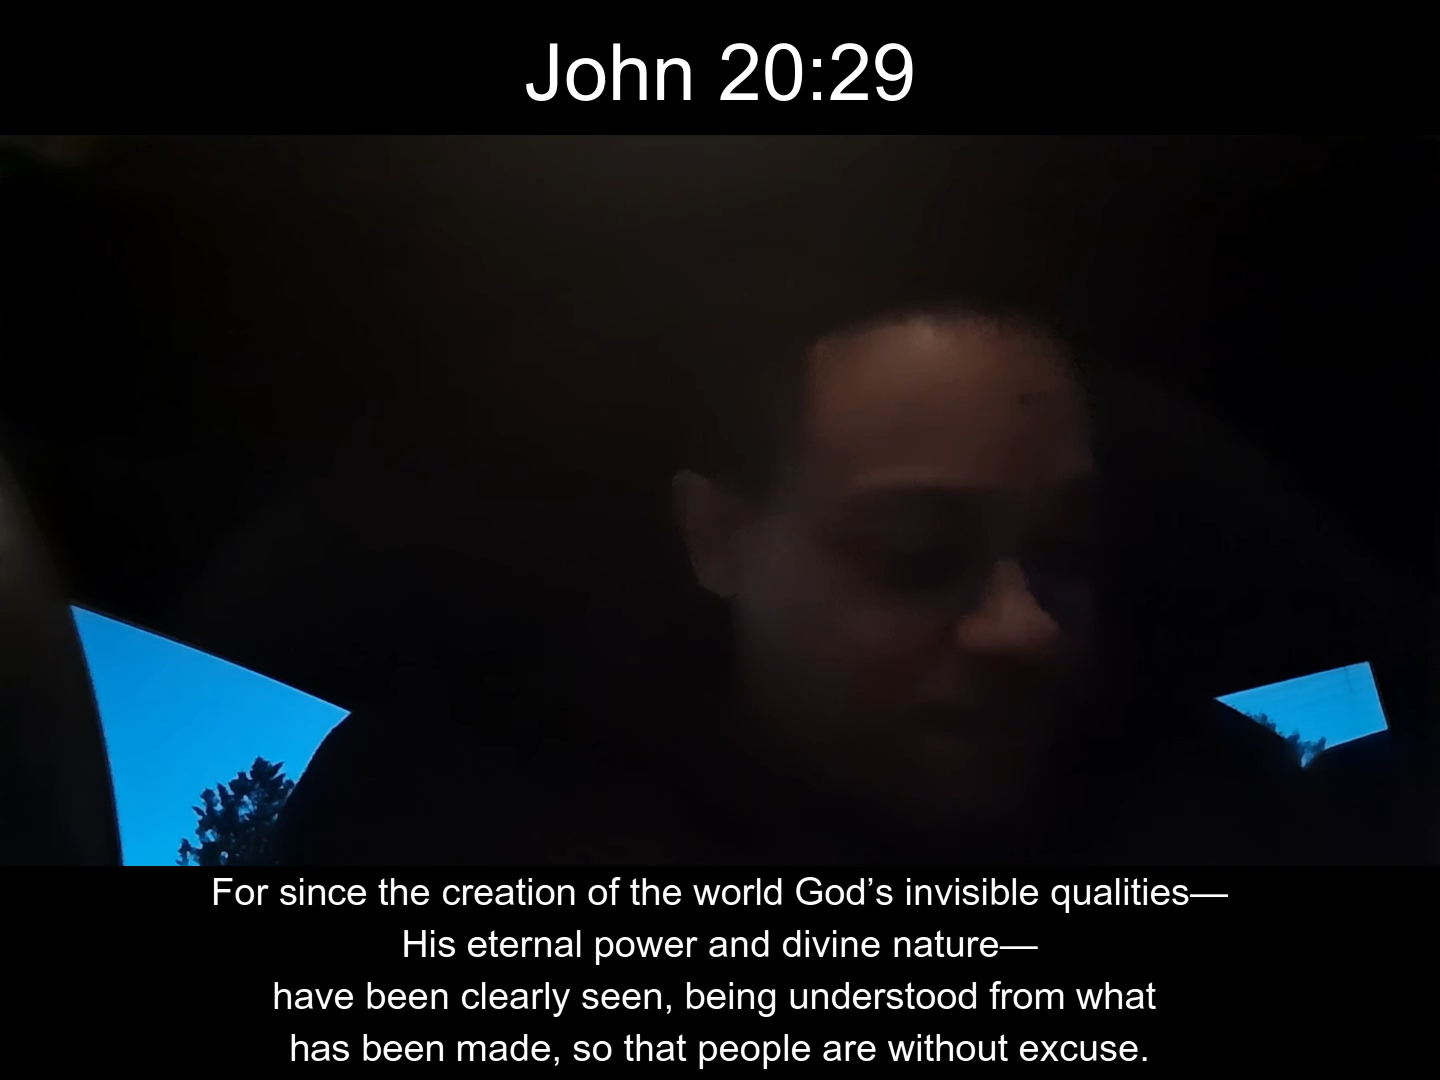 John 20:29
For since the creation of the world God’s invisible qualities—
His eternal power and divine nature—
have been clearly seen, being understood from what
has been made, so that people are without excuse.